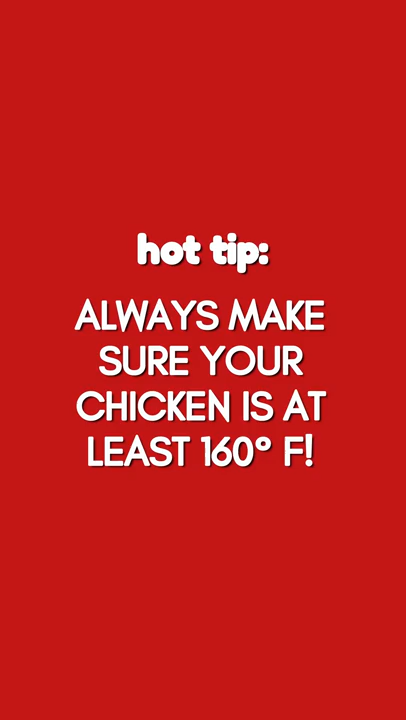 hot tip:
ALWAYS MAKE
SURE YOUR
CHICKEN IS AT
LEAST 160° F!